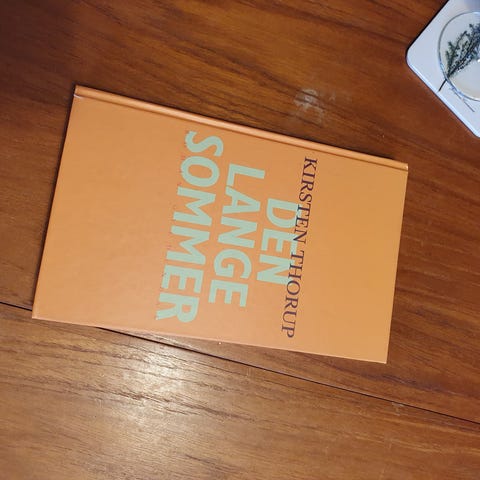 KIRSTEN THORUP
DEN
LANGE
SOMMER